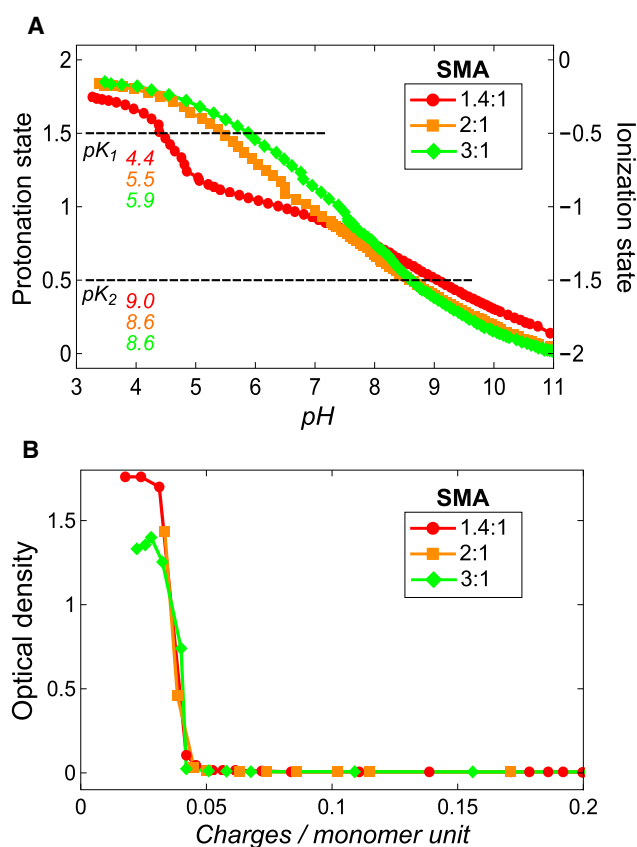 A
SMA
1.4:1
2:1
3:1
Protonation state
2
1.5
1
0.5
0
pK1
4.4
5.5
5.9
pK2
9.0
8.6
8.6
0
−0.5
−1
−1.5
−2
Ionization state
3 4 5 6 7 8 9 10 11
pH
B
SMA
1.4:1
2:1
3:1
Optical density
1.5
1
0.5
0
0 0.05 0.1 0.15 0.2
Charges / monomer unit